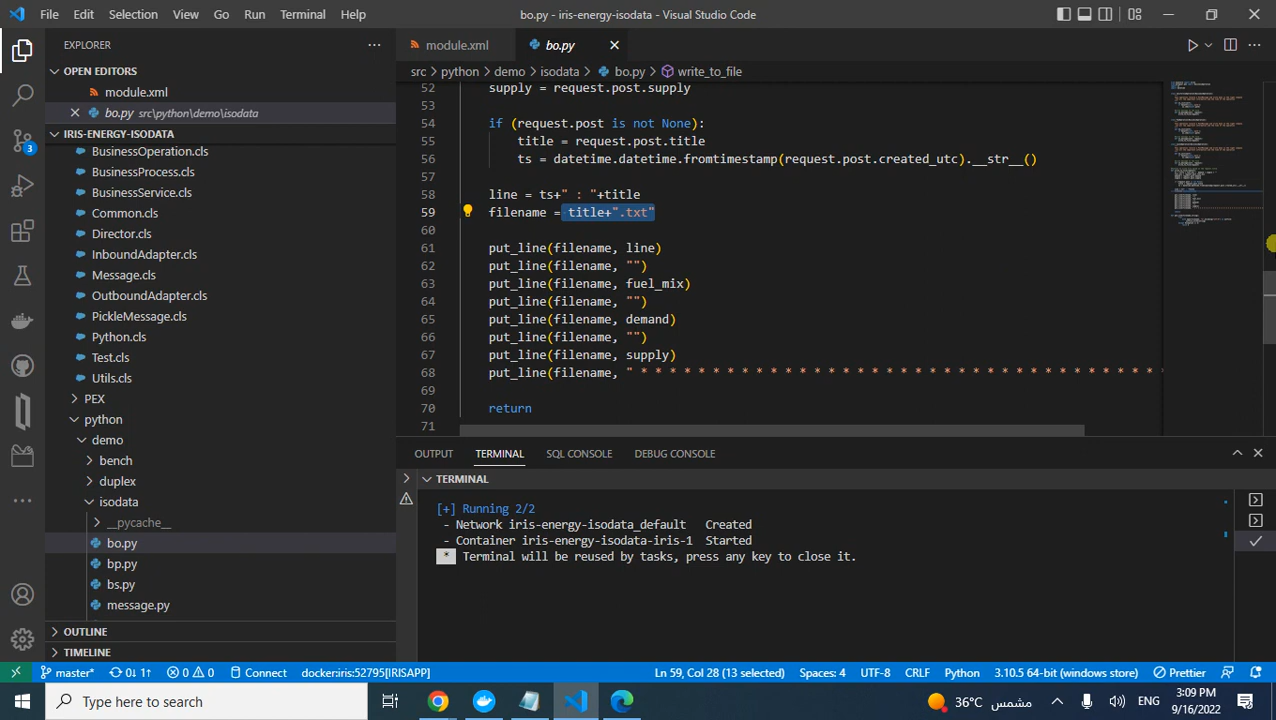 File Edit Selection View Go Run Terminal Help
bo.py - iris-energy-isodata - Visual Studio Code
EXPLORER
module.xml
bo.py
OPEN EDITORS
src > python > demo > isodata > bo.py > write_to_file
module.xml
bo.py src\python\demo\isodata
IRIS-ENERGY-ISODATA
BusinessOperation.cls
BusinessProcess.cls
BusinessService.cls
Common.cls
Director.cls
InboundAdapter.cls
Message.cls
OutboundAdapter.cls
PickleMessage.cls
Python.cls
Test.cls
Utils.cls
PEX
python
demo
bench
duplex
isodata
__pycache__
bo.py
bp.py
bs.py
message.py
OUTLINE
TIMELINE
3
52 supply = request.post.supply
53
54 if (request.post is not None):
55 title = request.post.title
56 ts = datetime.datetime.fromtimestamp(request.post.created_utc).__str__()
57
58 line = ts+" : "+title
59 filename = title+".txt"
60
61 put_line(filename, line)
62 put_line(filename, "")
63 put_line(filename, fuel_mix)
64 put_line(filename, "")
65 put_line(filename, demand)
66 put_line(filename, "")
67 put_line(filename, supply)
68 put_line(filename, " * * * * * * * * * * * * * * * * * * * * * * * * * * * * * * * * * * * *
69
70 return
71
OUTPUT TERMINAL SQL CONSOLE DEBUG CONSOLE
TERMINAL
[+] Running 2/2
- Network iris-energy-isodata_default Created
- Container iris-energy-isodata-iris-1 Started
* Terminal will be reused by tasks, press any key to close it.
master* 0↓ 1↑ 0 0 Connect docker:iris:52795[IRISAPP] Ln 59, Col 28 (13 selected) Spaces: 4 UTF-8 CRLF Python 3.10.5 64-bit (windows store) Prettier
Type here to search
36°C مشمس
ENG
3:09 PM
9/16/2022